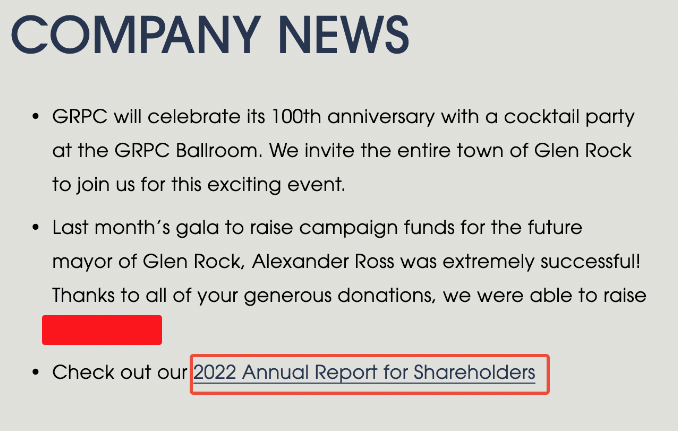 COMPANY NEWS
• GRPC will celebrate its 100th anniversary with a cocktail party
at the GRPC Ballroom. We invite the entire town of Glen Rock
to join us for this exciting event.
• Last month's gala to raise campaign funds for the future
mayor of Glen Rock, Alexander Ross was extremely successful!
Thanks to all of your generous donations, we were able to raise
• Check out our 2022 Annual Report for Shareholders